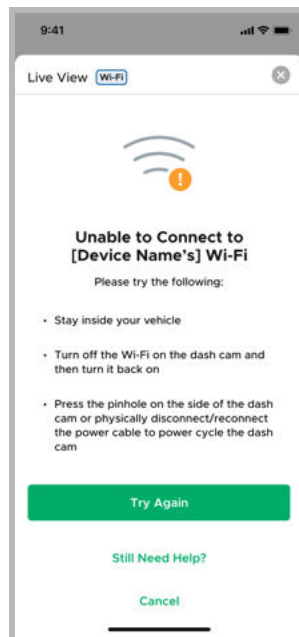 9:41
Live View Wi-Fi
Unable to Connect to
[Device Name's] Wi-Fi
Please try the following:
• Stay inside your vehicle
• Turn off the Wi-Fi on the dash cam and
then turn it back on
• Press the pinhole on the side of the dash
cam or physically disconnect/reconnect
the power cable to power cycle the dash
cam
Try Again
Still Need Help?
Cancel